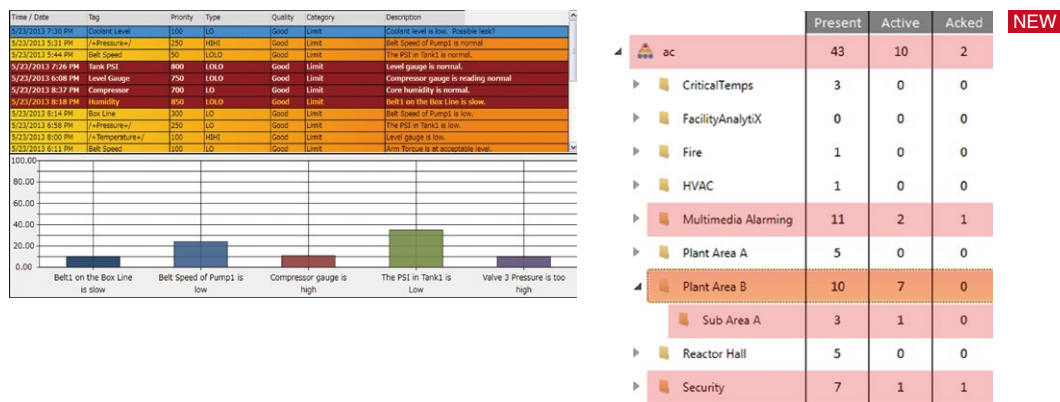 Time / Date Tag Priority Type Quality Category Description
5/23/2013 7:30 PM Coolant Level 100 LO Good Limit Coolant level is low. Possible leak?
5/23/2013 5:31 PM /+Pressure+/ 250 HIHI Good Limit Belt Speed of Pump1 is normal
5/23/2013 5:44 PM Belt Speed 50 LOLO Good Limit The PSI in Tank1 is normal.
5/23/2013 7:26 PM Tank PSI 800 LOLO Good Limit Level gauge is normal.
5/23/2013 6:08 PM Level Gauge 750 LOLO Good Limit Compressor gauge is reading normal
5/23/2013 8:37 PM Compressor 700 LO Good Limit Core humidity is normal.
5/23/2013 8:18 PM Humidity 850 LOLO Good Limit Belt1 on the Box Line is slow.
5/23/2013 8:14 PM Box Line 300 LO Good Limit Belt Speed of Pump1 is low.
5/23/2013 6:58 PM /+Pressure+/ 250 LO Good Limit The PSI in Tank1 is low.
5/23/2013 8:00 PM /+Temperature+/ 100 HIHI Good Limit Level gauge is low.
5/23/2013 6:11 PM Belt Speed 100 LO Good Limit Arm Torque is at acceptable level.
100.00
80.00
60.00
40.00
20.00
0.00
Belt1 on the Box Line is slow
Belt Speed of Pump1 is low
Compressor gauge is high
The PSI in Tank1 is Low
Valve 3 Pressure is too high
Present Active Acked
ac 43 10 2
CriticalTemps 3 0 0
FacilityAnalytiX 0 0 0
Fire 1 0 0
HVAC 1 0 0
Multimedia Alarming 11 2 1
Plant Area A 5 0 0
Plant Area B 10 7 0
Sub Area A 3 1 0
Reactor Hall 5 0 0
Security 7 1 1
NEW